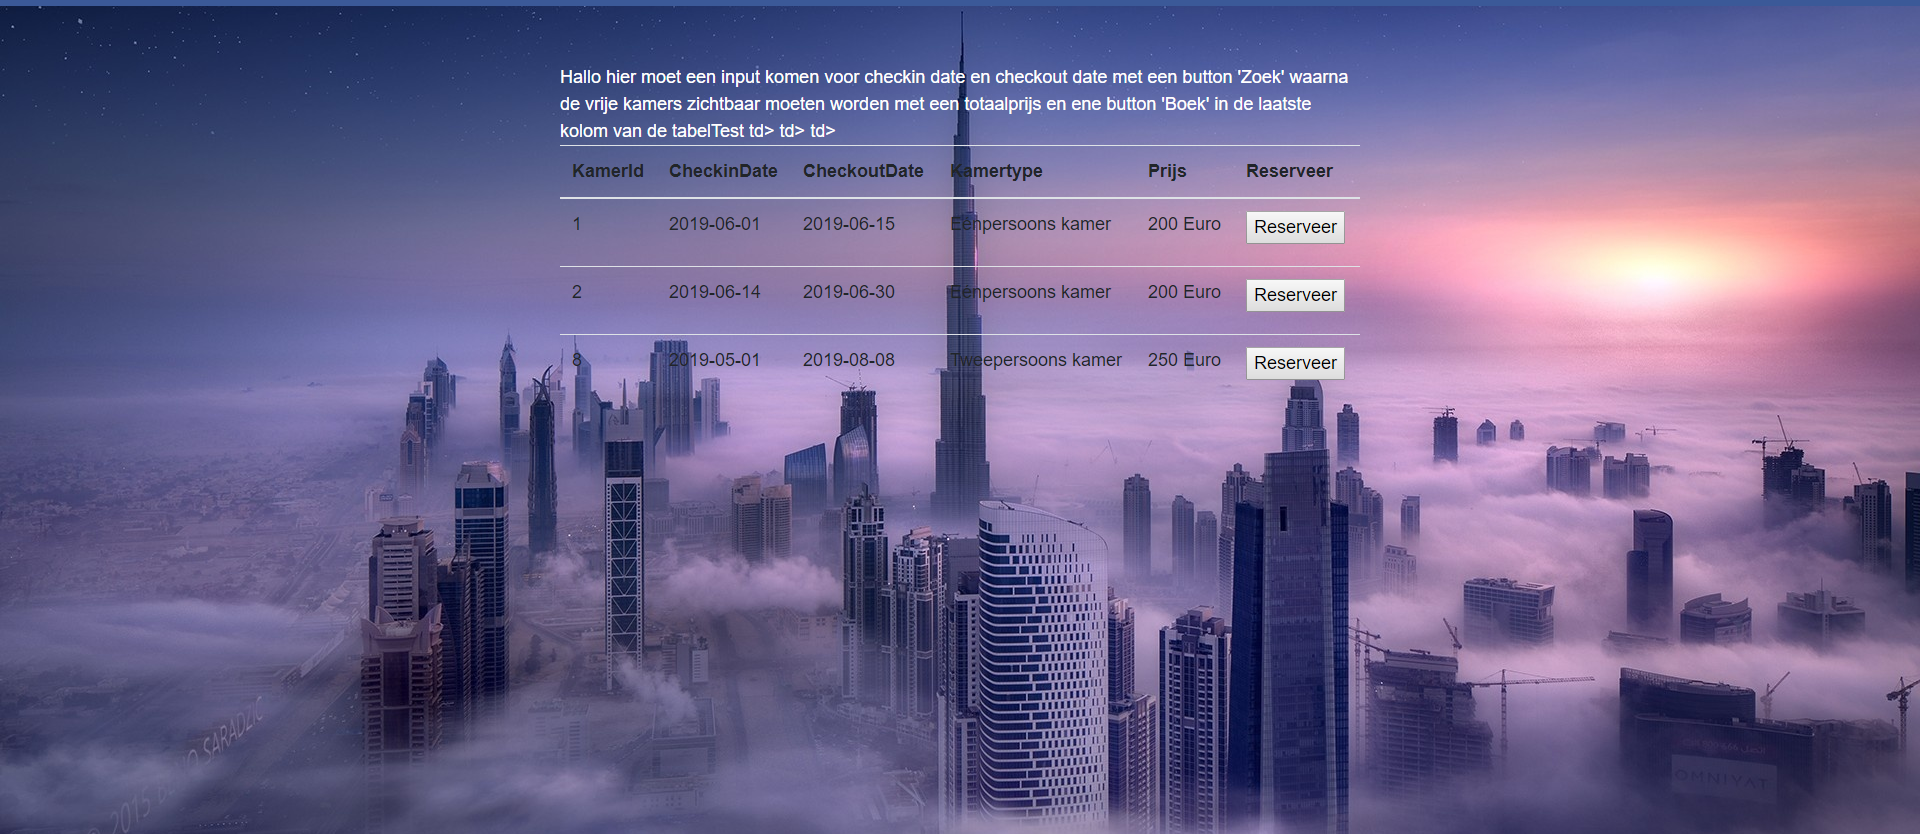 Hallo hier moet een input komen voor checkin date en checkout date met een button 'Zoek' waarna
de vrije kamers zichtbaar moeten worden met een totaalprijs en ene button 'Boek' in de laatste
kolom van de tabelTest td> td> td>
KamerId CheckinDate CheckoutDate Kamertype Prijs Reserveer
1 2019-06-01 2019-06-15 Eenpersoons kamer 200 Euro Reserveer
2 2019-06-14 2019-06-30 Eenpersoons kamer 200 Euro Reserveer
8 2019-05-01 2019-08-08 Tweepersoons kamer 250 Euro Reserveer
OMNIYAT
© 2015 SARADZIC